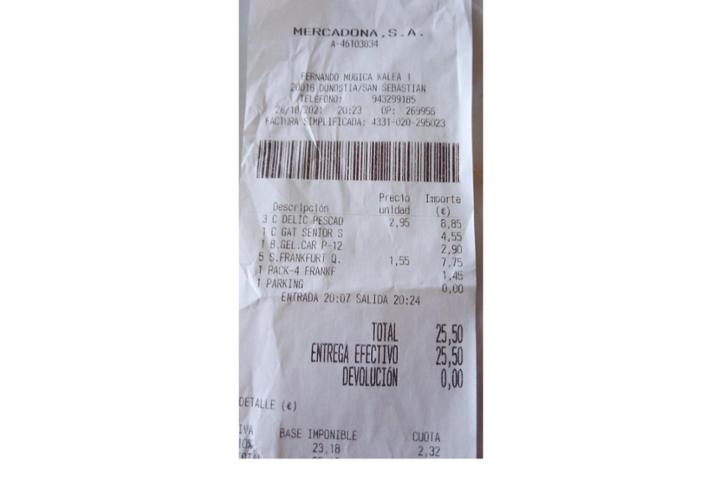 MERCADONA,S.A.
A-46103834
FERNANDO MUGICA KALEA 1
20018 DONOSTIA/SAN SEBASTIAN
TELEFONO: 943299185
26/10/2021 20:23 OP: 269956
FACTURA SIMPLIFICADA: 4331-020-295023
Descripción Precio unidad Importe (€)
3 C DELIC PESCAD 2,95 8,85
1 C GAT SENIOR S 4,55
1 B.GEL.CAR P-12 2,90
5 S.FRANKFURT Q. 1,55 7,75
1 PACK-4 FRANKF 1,45
1 PARKING 0,00
ENTRADA 20:07 SALIDA 20:24
TOTAL 25,50
ENTREGA EFECTIVO 25,50
DEVOLUCIÓN 0,00
DETALLE (€)
IVA BASE IMPONIBLE CUOTA
10% 23,18 2,32